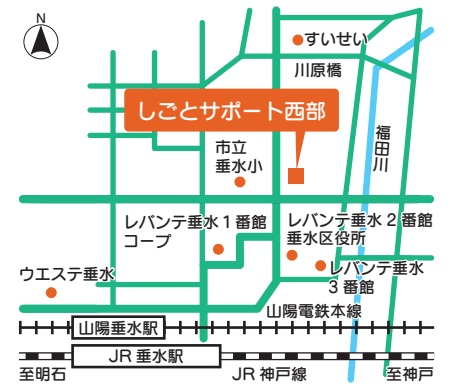 N
すいせい
川原橋
しごとサポート西部
市立
垂水小
福田川
レバンテ垂水1番館
コープ
レバンテ垂水2番館
垂水区役所
レバンテ垂水
3番館
ウエステ垂水
山陽電鉄本線
山陽垂水駅
JR垂水駅
至明石
JR神戸線
至神戸